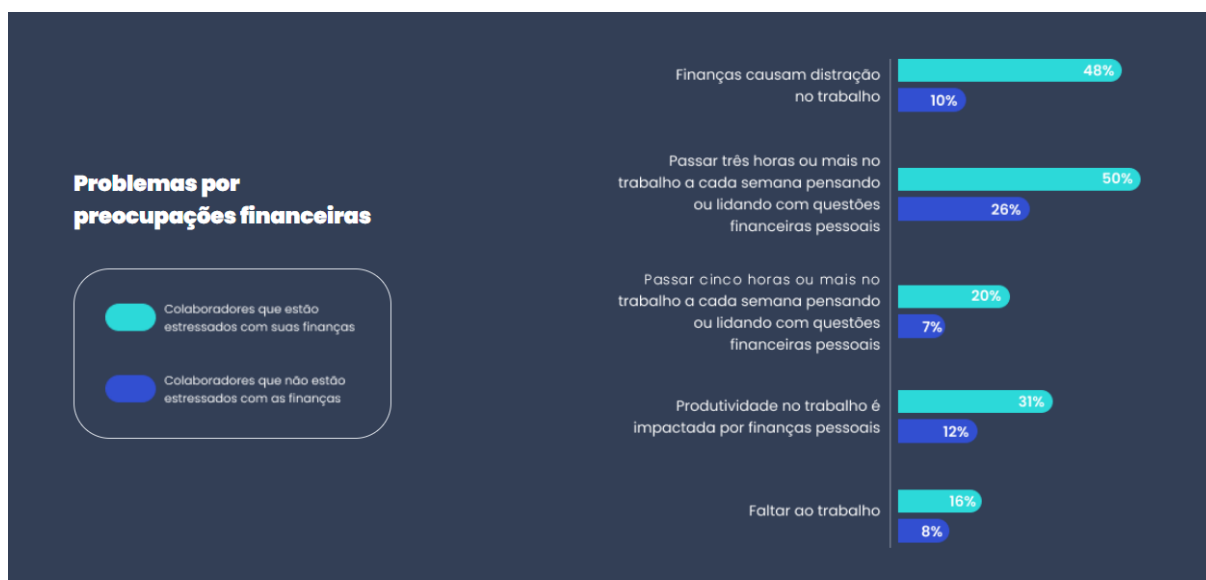 Problemas por
preocupações financeiras
Colaboradores que estão
estressados com suas finanças
Colaboradores que não estão
estressados com as finanças
Finanças causam distração
no trabalho
48%
10%
Passar três horas ou mais no
trabalho a cada semana pensando
ou lidando com questões
financeiras pessoais
50%
26%
Passar cinco horas ou mais no
trabalho a cada semana pensando
ou lidando com questões
financeiras pessoais
20%
7%
Produtividade no trabalho é
impactada por finanças pessoais
31%
12%
Faltar ao trabalho
16%
8%